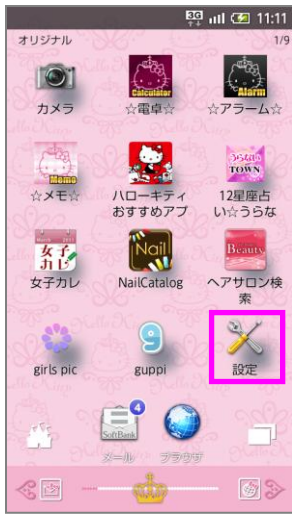 3G 11:11
オリジナル 1/9
Calculator
Alarm
カメラ ☆電卓☆ ☆アラーム☆
Memo
うらない
TOWN
☆メモ☆ ハローキティ 12星座占
おすすめアプ い☆うらな
March 2011
女子
カレ
Nail
Beauty
女子カレ NailCatalog ヘアサロン検
索
g
girls pic guppi 設定
4
SoftBank
メール ブラウザ